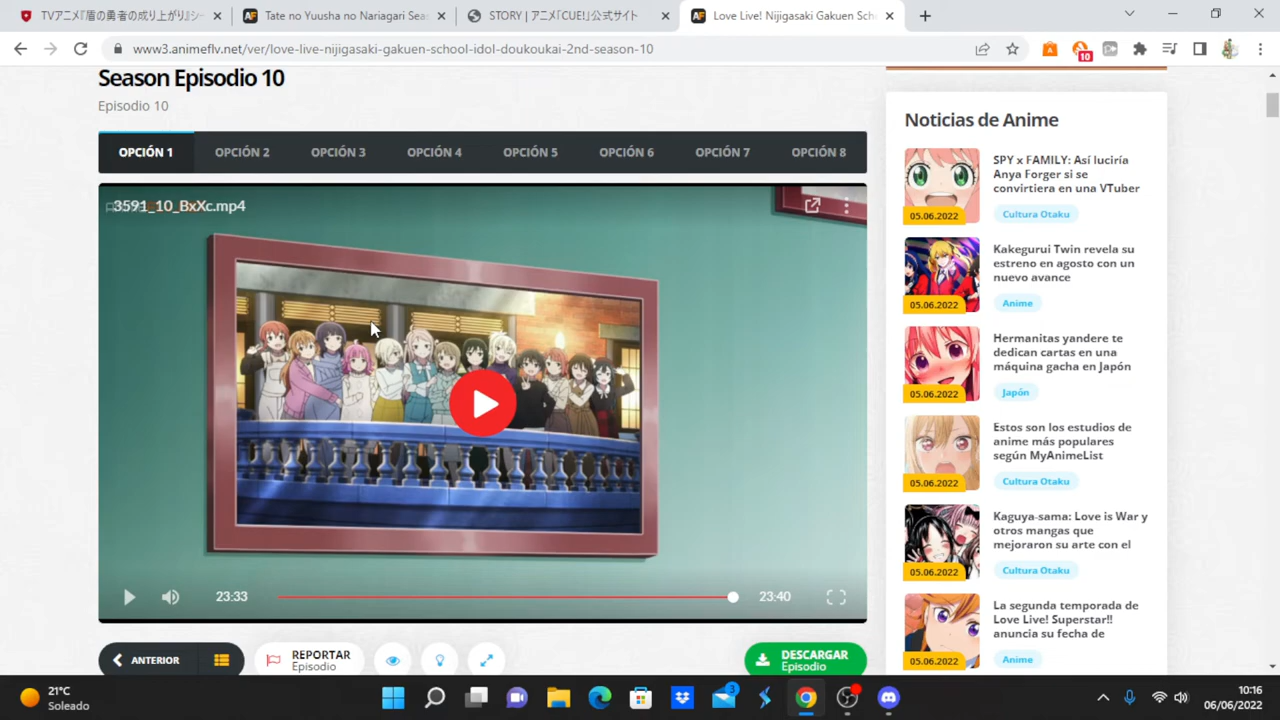 TVアニメ『盾の勇者の成り上がり』シー
Tate no Yuusha no Nariagari Seas
STORY | アニメ「CUE!」公式サイト
Love Live! Nijigasaki Gakuen Scho
www3.animeflv.net/ver/love-live-nijigasaki-gakuen-school-idol-doukoukai-2nd-season-10
10
Season Episodio 10
Episodio 10
OPCIÓN 1
OPCIÓN 2
OPCIÓN 3
OPCIÓN 4
OPCIÓN 5
OPCIÓN 6
OPCIÓN 7
OPCIÓN 8
3591_10_BxXc.mp4
23:33
23:40
ANTERIOR
REPORTAR
Episodio
DESCARGAR
Episodio
Noticias de Anime
SPY x FAMILY: Así luciría
Anya Forger si se
convirtiera en una VTuber
05.06.2022
Cultura Otaku
Kakegurui Twin revela su
estreno en agosto con un
nuevo avance
05.06.2022
Anime
Hermanitas yandere te
dedican cartas en una
máquina gacha en Japón
05.06.2022
Japón
Estos son los estudios de
anime más populares
según MyAnimeList
05.06.2022
Cultura Otaku
Kaguya-sama: Love is War y
otros mangas que
mejoraron su arte con el
05.06.2022
Cultura Otaku
La segunda temporada de
Love Live! Superstar!!
anuncia su fecha de
05.06.2022
Anime
21°C
Soleado
3
10:16
06/06/2022